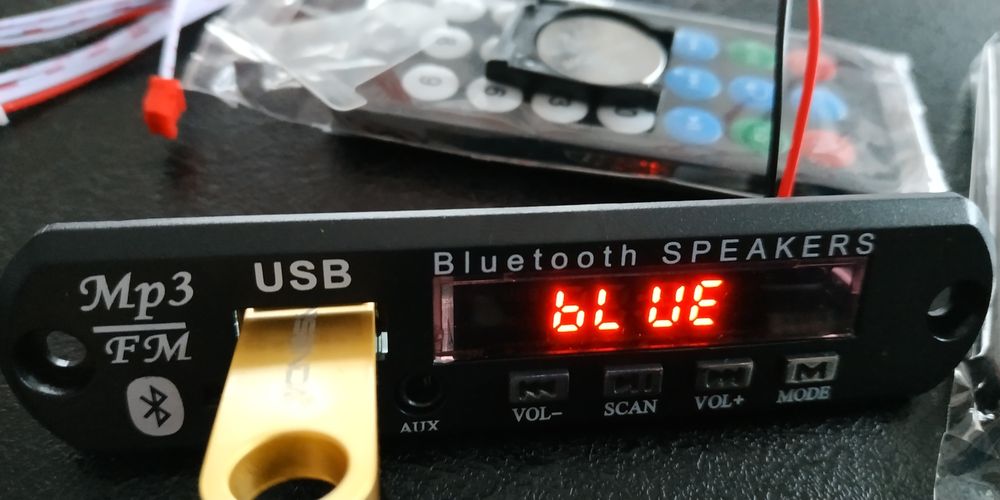 Mp3
FM
USB
Bluetooth SPEAKERS
bLUE
AUX
VOL-
SCAN
VOL+
M
MODE